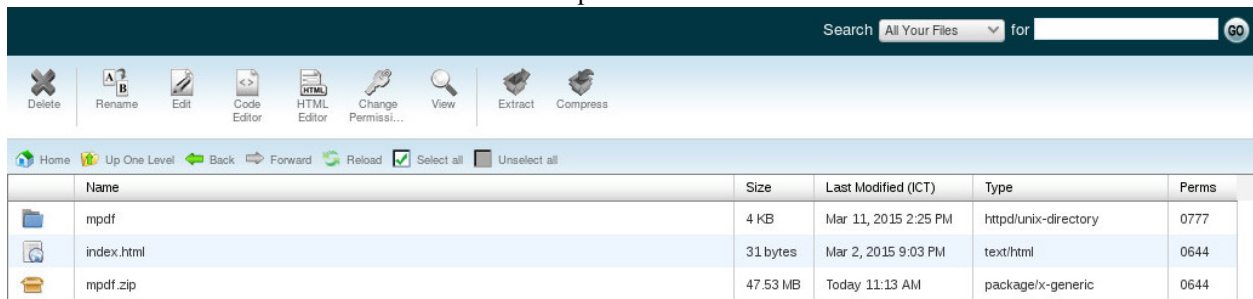 Search All Your Files for GO
Delete
A B
Rename
Edit
<>
Code
Editor
HTML
HTML
Editor
Change
Permissi...
View
Extract
Compress
Home Up One Level Back Forward Reload Select all Unselect all
Name Size Last Modified (ICT) Type Perms
mpdf 4 KB Mar 11, 2015 2:25 PM httpd/unix-directory 0777
index.html 31 bytes Mar 2, 2015 9:03 PM text/html 0644
mpdf.zip 47.53 MB Today 11:13 AM package/x-generic 0644